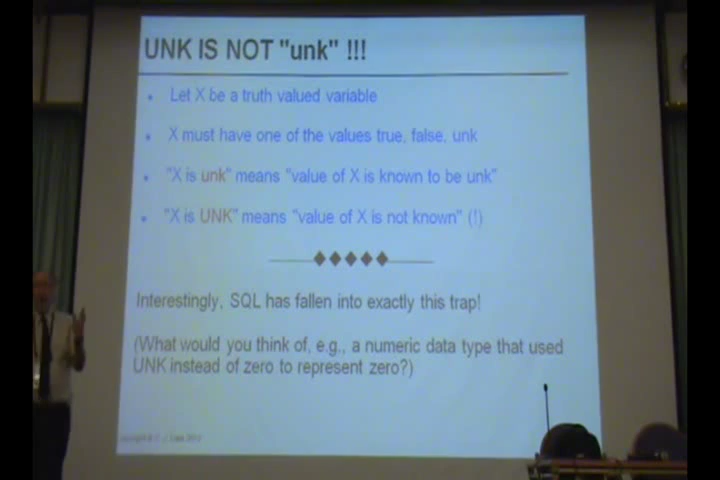 UNK IS NOT "unk" !!!
Let X be a truth valued variable
X must have one of the values true, false, unk
"X is unk" means "value of X is known to be unk"
"X is UNK" means "value of X is not known" (!)
Interestingly, SQL has fallen into exactly this trap!
(What would you think of, e.g., a numeric data type that used
UNK instead of zero to represent zero?)